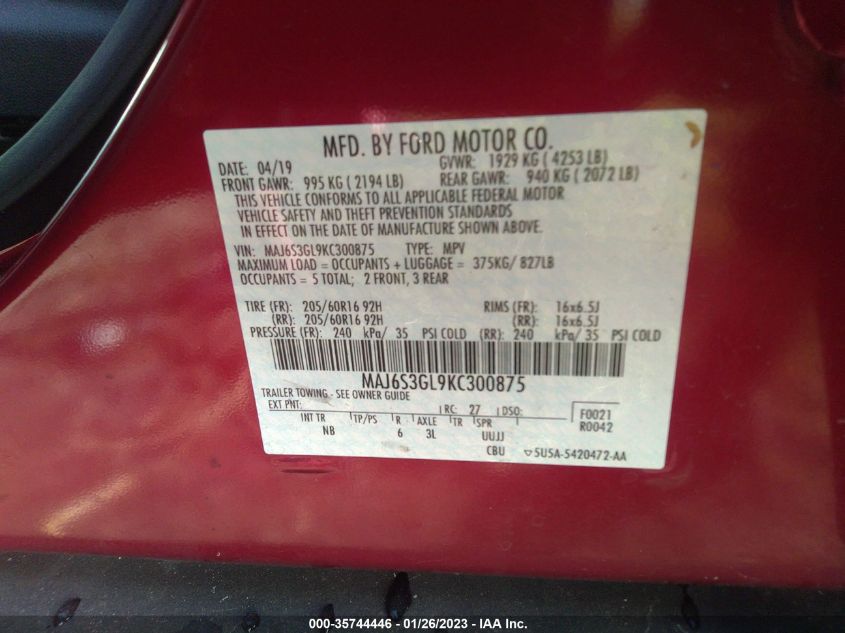 MFD. BY FORD MOTOR CO.
DATE: 04/19 GVWR: 1929 KG ( 4253 LB)
FRONT GAWR: 995 KG ( 2194 LB) REAR GAWR: 940 KG ( 2072 LB)
THIS VEHICLE CONFORMS TO ALL APPLICABLE FEDERAL MOTOR
VEHICLE SAFETY AND THEFT PREVENTION STANDARDS
IN EFFECT ON THE DATE OF MANUFACTURE SHOWN ABOVE.
VIN: MAJ6S3GL9KC300875 TYPE: MPV
MAXIMUM LOAD = OCCUPANTS + LUGGAGE = 375KG/ 827LB
OCCUPANTS = 5 TOTAL; 2 FRONT, 3 REAR
TIRE (FR): 205/60R16 92H RIMS (FR): 16x6.5J
(RR): 205/60R16 92H (RR): 16x6.5J
PRESSURE (FR): 240 kPa/ 35 PSI COLD (RR): 240 kPa/ 35 PSI COLD
MAJ6S3GL9KC300875
TRAILER TOWING - SEE OWNER GUIDE
EXT PNT: RC: 27 DSO: F0021
INT TR TP/PS R AXLE TR SPR R0042
NB 6 3L UUJJ
CBU 5U5A-5420472-AA
000-35744446 - 01/26/2023 - IAA Inc.